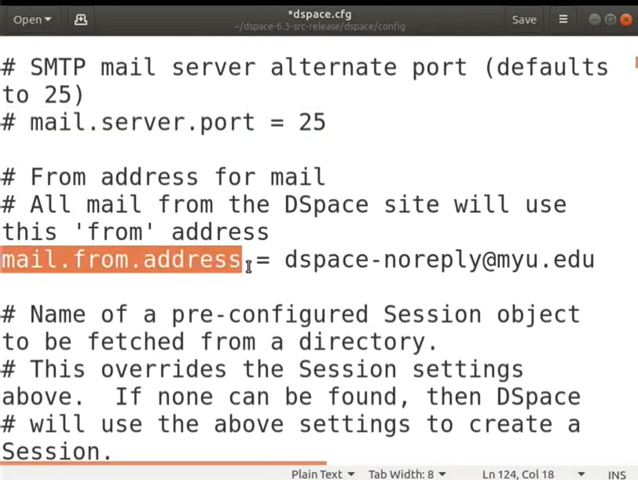 Open
*dspace.cfg
~/dspace-6.3-src-release/dspace/config
Save
# SMTP mail server alternate port (defaults
to 25)
# mail.server.port = 25
# From address for mail
# All mail from the DSpace site will use
this 'from' address
mail.from.address = dspace-noreply@myu.edu
# Name of a pre-configured Session object
to be fetched from a directory.
# This overrides the Session settings
above.  If none can be found, then DSpace
# will use the above settings to create a
Session.
Plain Text Tab Width: 8 Ln 124, Col 18 INS